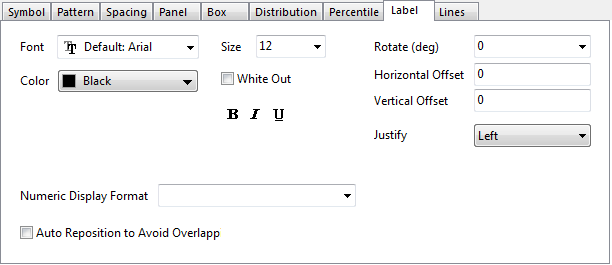 Symbol Pattern Spacing Panel Box Distribution Percentile Label Lines
Font Default: Arial Size 12 Rotate (deg) 0
Color Black White Out Horizontal Offset 0
Vertical Offset 0
B I U
Justify Left
Numeric Display Format
Auto Reposition to Avoid Overlapp